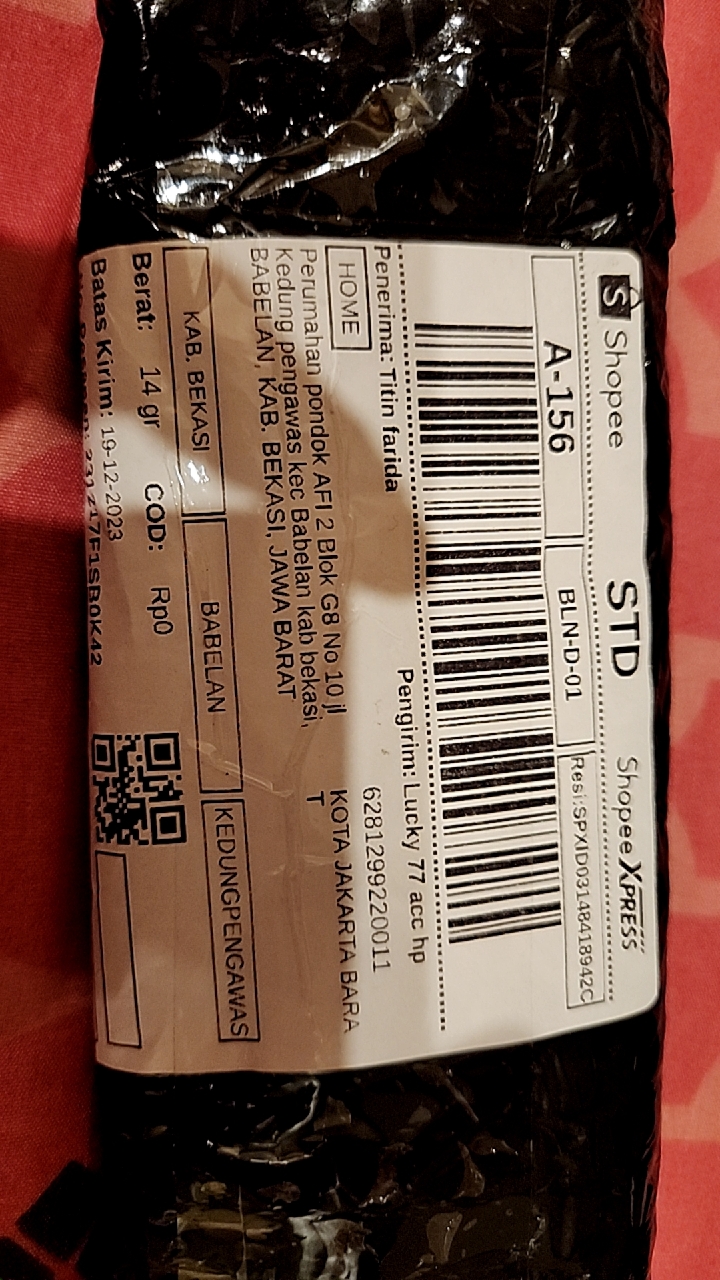 Shopee STD Shopee XPRESS
A-156 BLN-D-01 Resi:SPXID03148418942C
Penerima: Titin farida Pengirim: Lucky 77 acc hp
HOME 6281299220011
Perumahan pondok AFI 2 Blok G8 No 10 jl KOTA JAKARTA BARA
Kedung pengawas kec Babelan kab bekasi, T
BABELAN, KAB. BEKASI, JAWA BARAT
KAB. BEKASI BABELAN KEDUNGPENGAWAS
Berat: 14 gr COD: Rp0
Batas Kirim: 19-12-2023